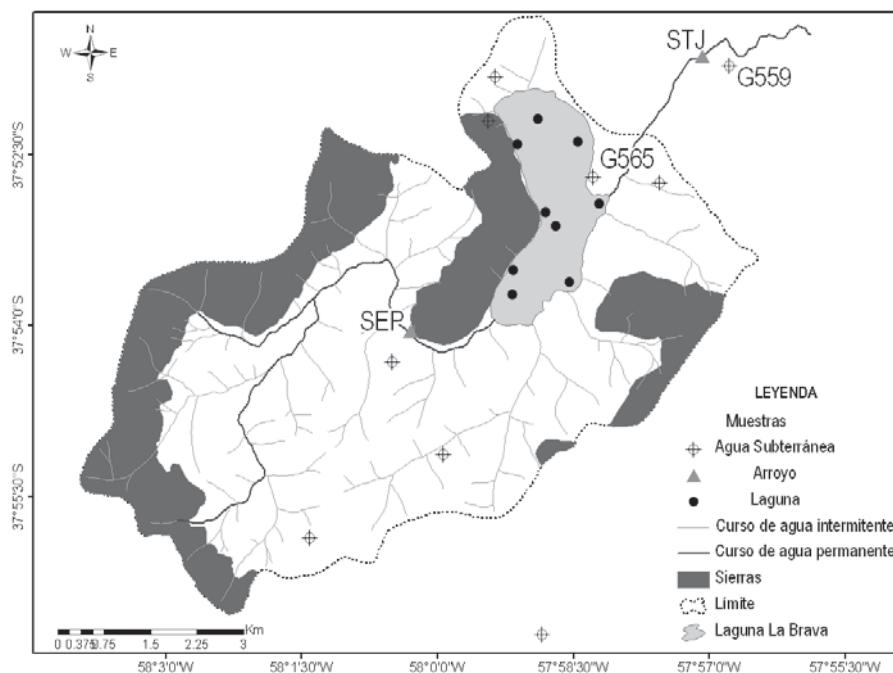 N
W E
S
STJ
G559
G565
SEP
37°52'30"S
37°54'0"S
37°55'30"S
LEYENDA
Muestras
Agua Subterránea
Arroyo
Laguna
Curso de agua intermitente
Curso de agua permanente
Sierras
Límite
Laguna La Brava
Km
0 0.375 0.75 1.5 2.25 3
58°3'0"W 58°1'30"W 58°0'0"W 57°58'30"W 57°57'0"W 57°55'30"W